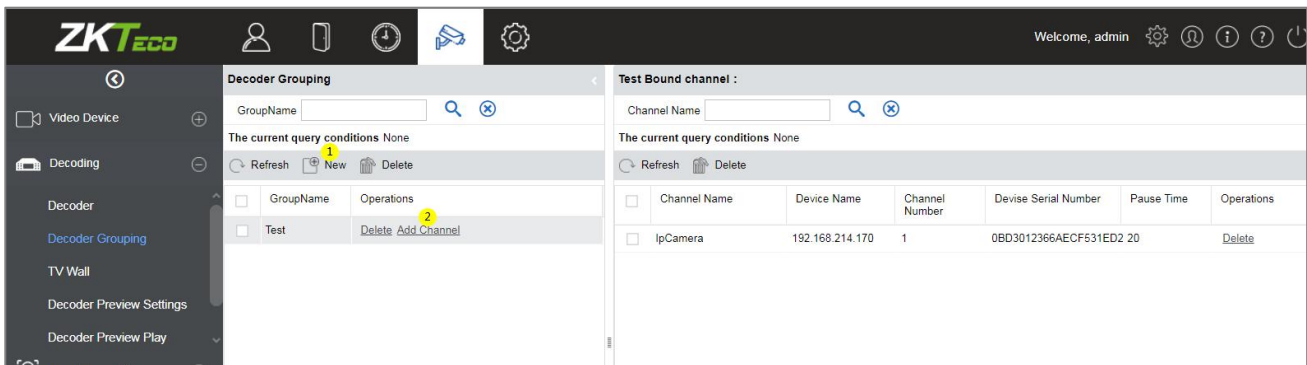 ZKTeco
Welcome, admin
Video Device
Decoding
Decoder
Decoder Grouping
TV Wall
Decoder Preview Settings
Decoder Preview Play
Decoder Grouping
GroupName
The current query conditions None
1
Refresh New Delete
GroupName Operations
2
Test Delete Add Channel
Test Bound channel :
Channel Name
The current query conditions None
Refresh Delete
Channel Name Device Name Channel Number Devise Serial Number Pause Time Operations
IpCamera 192.168.214.170 1 0BD3012366AECF531ED2 20 Delete